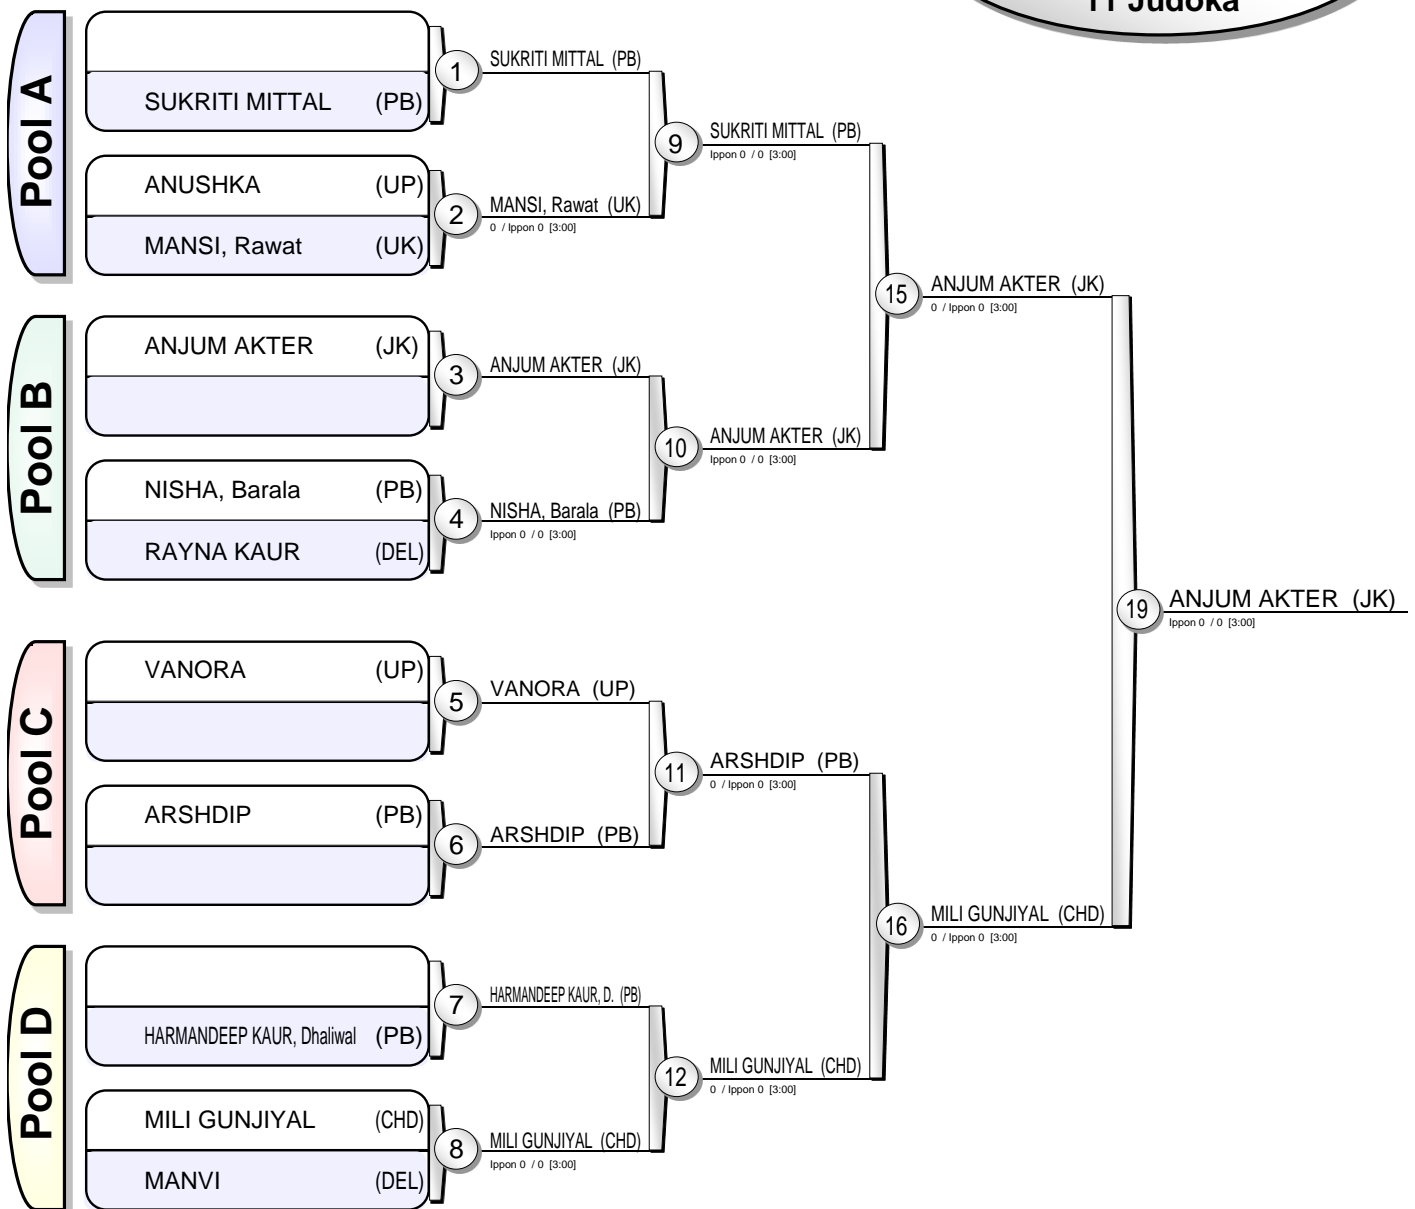 11 Judoka
Pool A
SUKRITI MITTAL (PB)
ANUSHKA (UP)
MANSI, Rawat (UK)
1
SUKRITI MITTAL (PB)
2
MANSI, Rawat (UK)
0 / Ippon 0 [3:00]
9
SUKRITI MITTAL (PB)
Ippon 0 / 0 [3:00]
Pool B
ANJUM AKTER (JK)
NISHA, Barala (PB)
RAYNA KAUR (DEL)
3
ANJUM AKTER (JK)
4
NISHA, Barala (PB)
Ippon 0 / 0 [3:00]
10
ANJUM AKTER (JK)
Ippon 0 / 0 [3:00]
15
ANJUM AKTER (JK)
0 / Ippon 0 [3:00]
Pool C
VANORA (UP)
ARSHDIP (PB)
5
VANORA (UP)
6
ARSHDIP (PB)
11
ARSHDIP (PB)
0 / Ippon 0 [3:00]
Pool D
HARMANDEEP KAUR, Dhaliwal (PB)
MILI GUNJIYAL (CHD)
MANVI (DEL)
7
HARMANDEEP KAUR, D. (PB)
8
MILI GUNJIYAL (CHD)
Ippon 0 / 0 [3:00]
12
MILI GUNJIYAL (CHD)
0 / Ippon 0 [3:00]
16
MILI GUNJIYAL (CHD)
0 / Ippon 0 [3:00]
19
ANJUM AKTER (JK)
Ippon 0 / 0 [3:00]